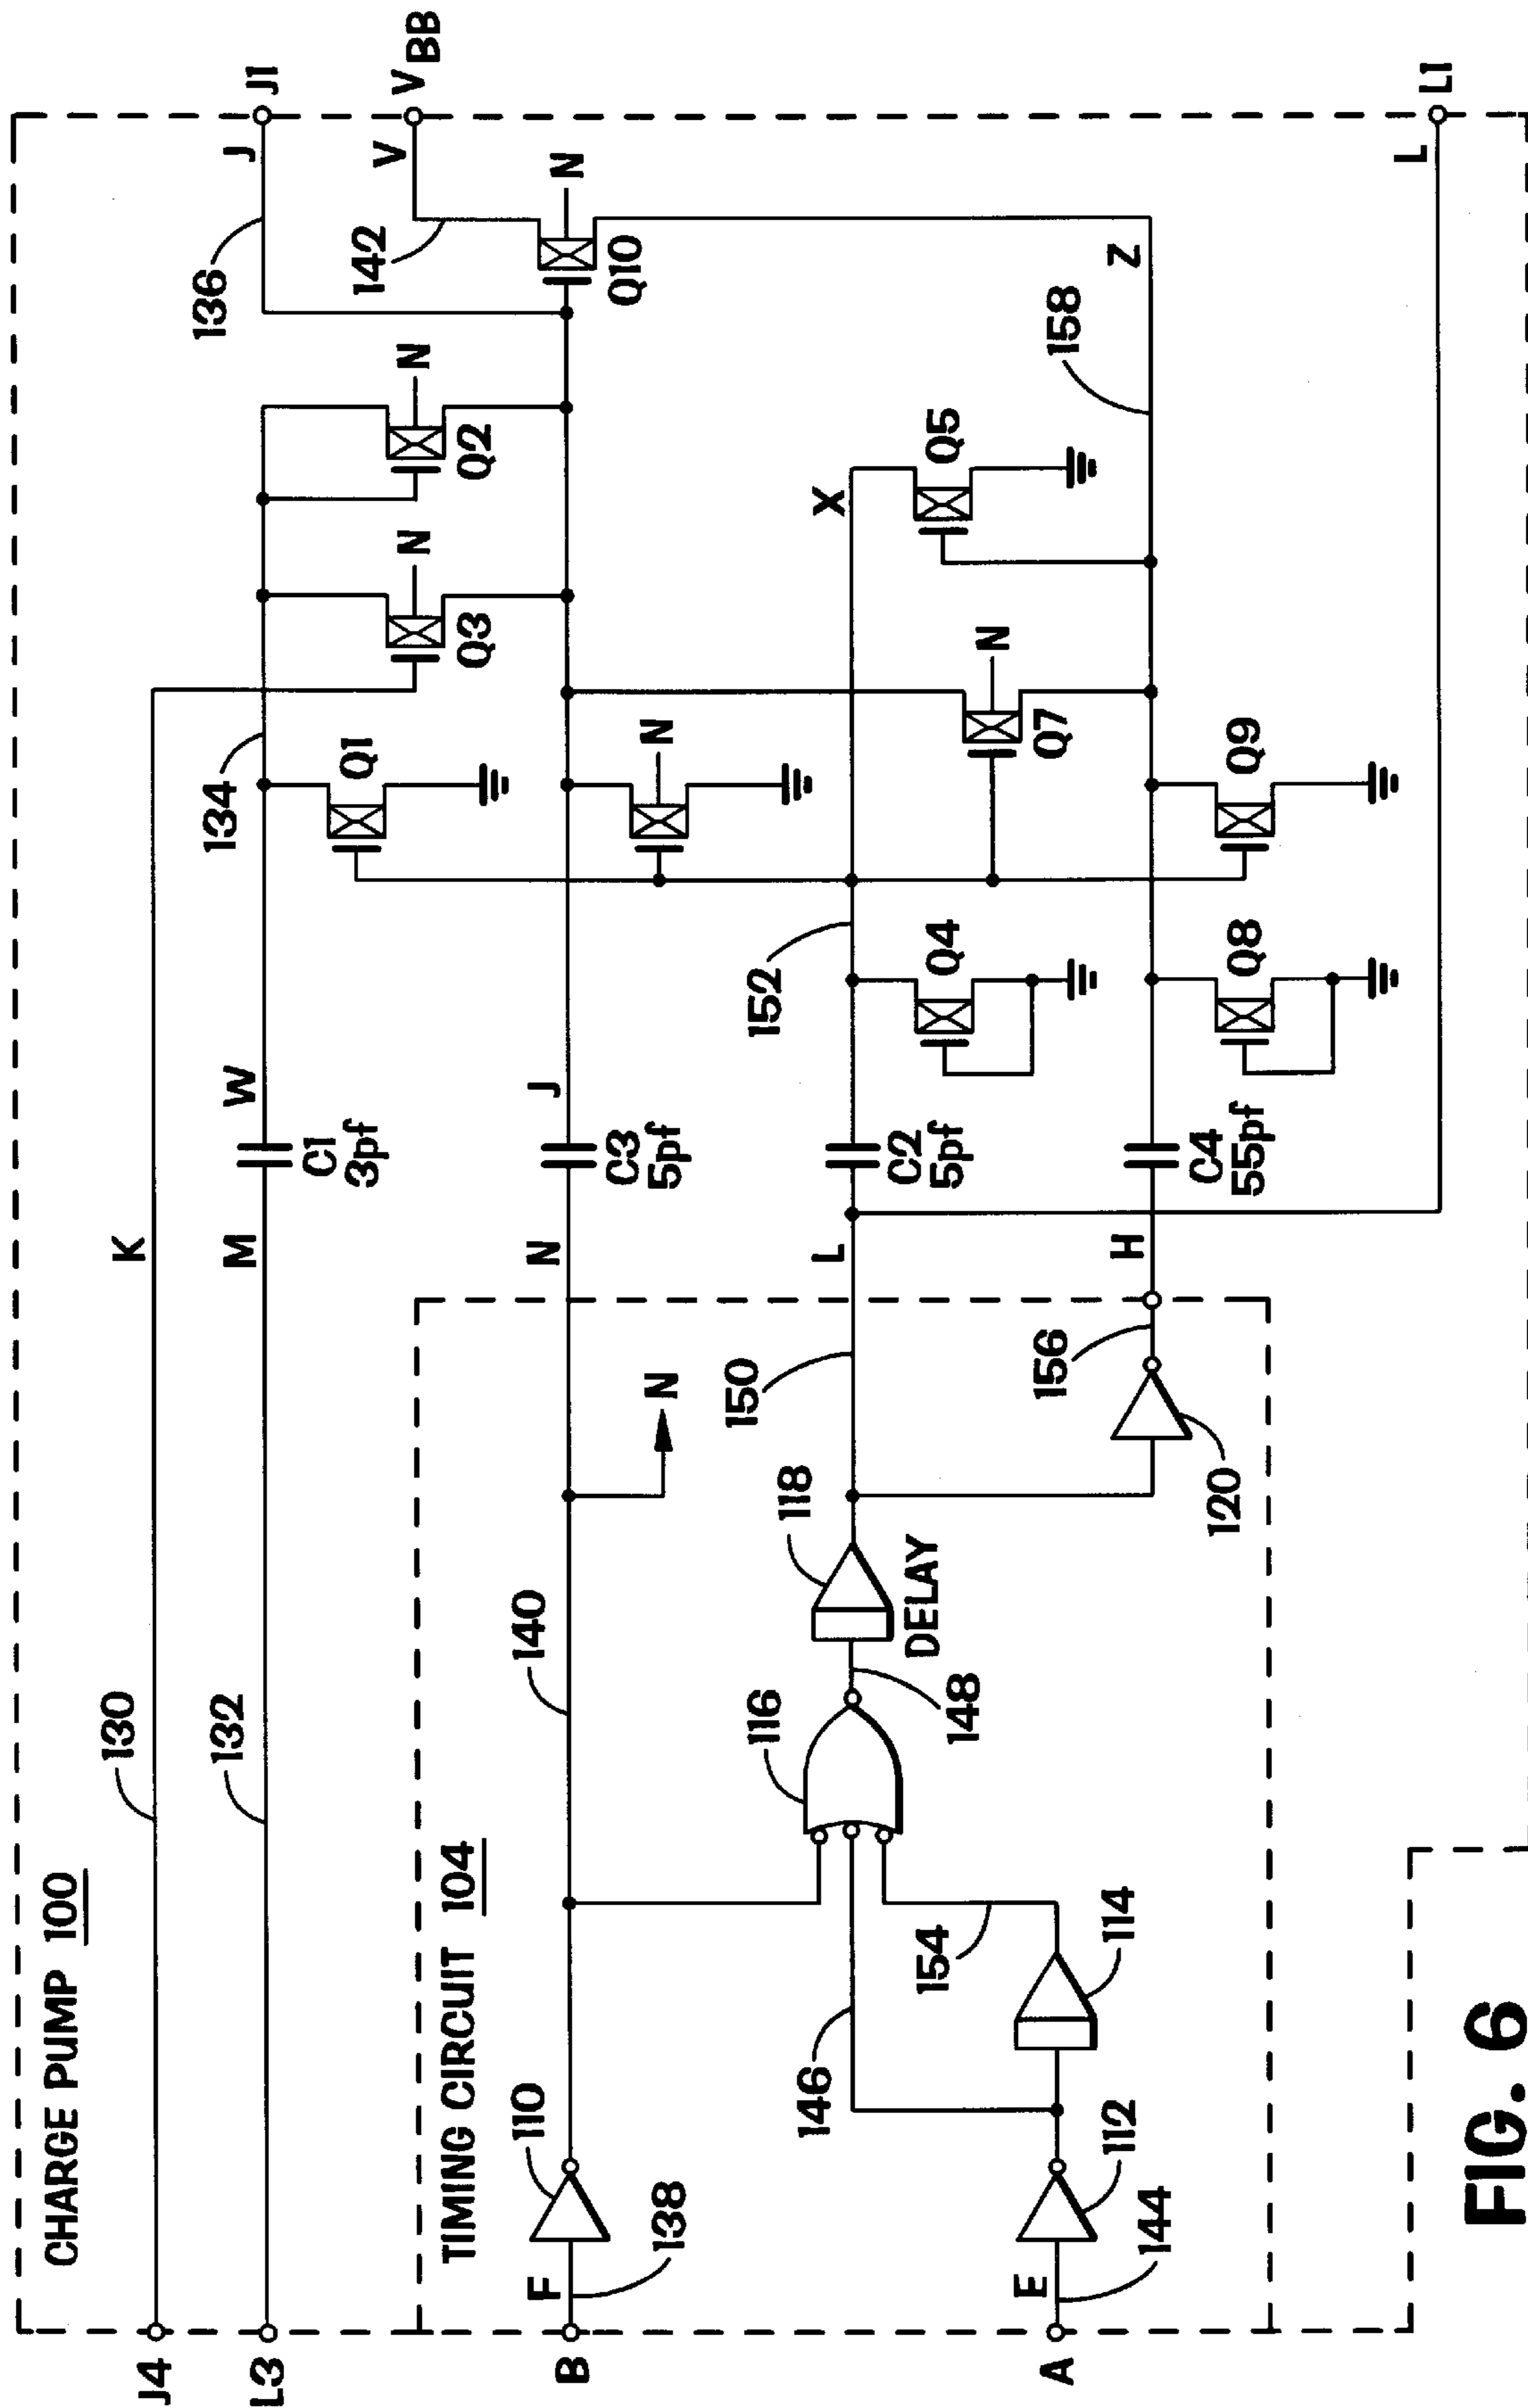 CHARGE PUMP 100
J4
130
K
L3
132
M
C1
3pf
W
134
Q1
Q3
N
Q2
N
136
J
J1
142
V
VBB
Q10
N
TIMING CIRCUIT 104
B
F
138
110
140
N
N
C3
5pf
J
N
116
148
118
DELAY
150
L
C2
5pf
152
Q4
X
Q5
Q7
N
A
E
144
112
146
154
114
120
156
H
C4
55pf
Q8
Q9
158
Z
L
L1
FIG. 6